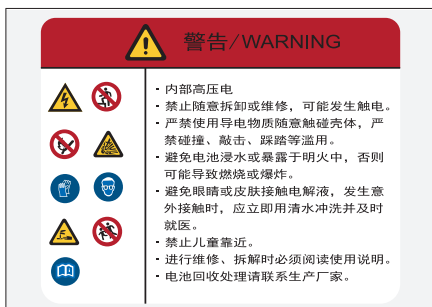 警告/WARNING
· 内部高压电
· 禁止随意拆卸或维修，可能发生触电。
· 严禁使用导电物质随意触碰壳体，严
禁碰撞、敲击、踩踏等滥用。
· 避免电池浸水或暴露于明火中，否则
可能导致燃烧或爆炸。
· 避免眼睛或皮肤接触电解液，发生意
外接触时，应立即用清水冲洗并及时
就医。
· 禁止儿童靠近。
· 进行维修、拆解时必须阅读使用说明。
· 电池回收处理请联系生产厂家。